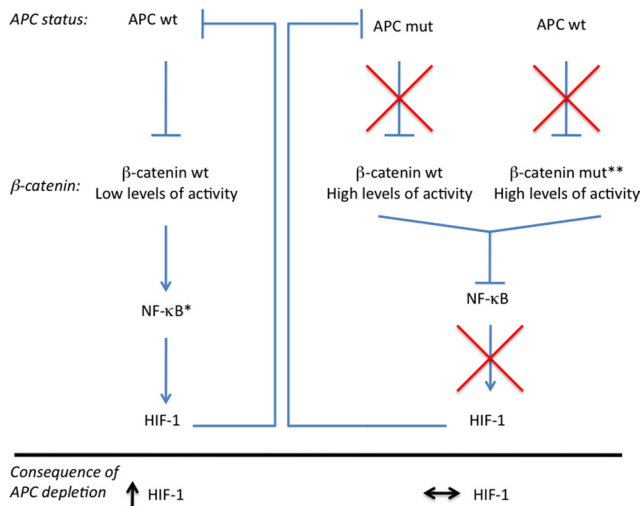 APC status: APC wt APC mut APC wt
β-catenin: β-catenin wt β-catenin wt β-catenin mut**
Low levels of activity High levels of activity High levels of activity
NF-κB* NF-κB
HIF-1 HIF-1
Consequence of
APC depletion HIF-1 HIF-1